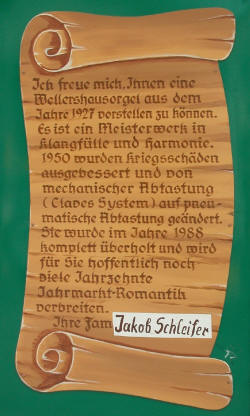 Ich freue mich, Ihnen eine
Wellershausorgel aus dem
Jahre 1927 vorstellen zu können.
Es ist ein Meisterwerk in
Klangfülle und Harmonie.
1950 wurden Kriegsschäden
ausgebessert und von
mechanischer Abtastung
(Claves System) auf pneu-
matische Abtastung geändert.
Sie wurde im Jahre 1988
komplett überholt und wird
für Sie hoffentlich noch
viele Jahrzehnte
Jahrmarkt-Romantik
verbreiten.
Ihre Fam Jakob Schleifer